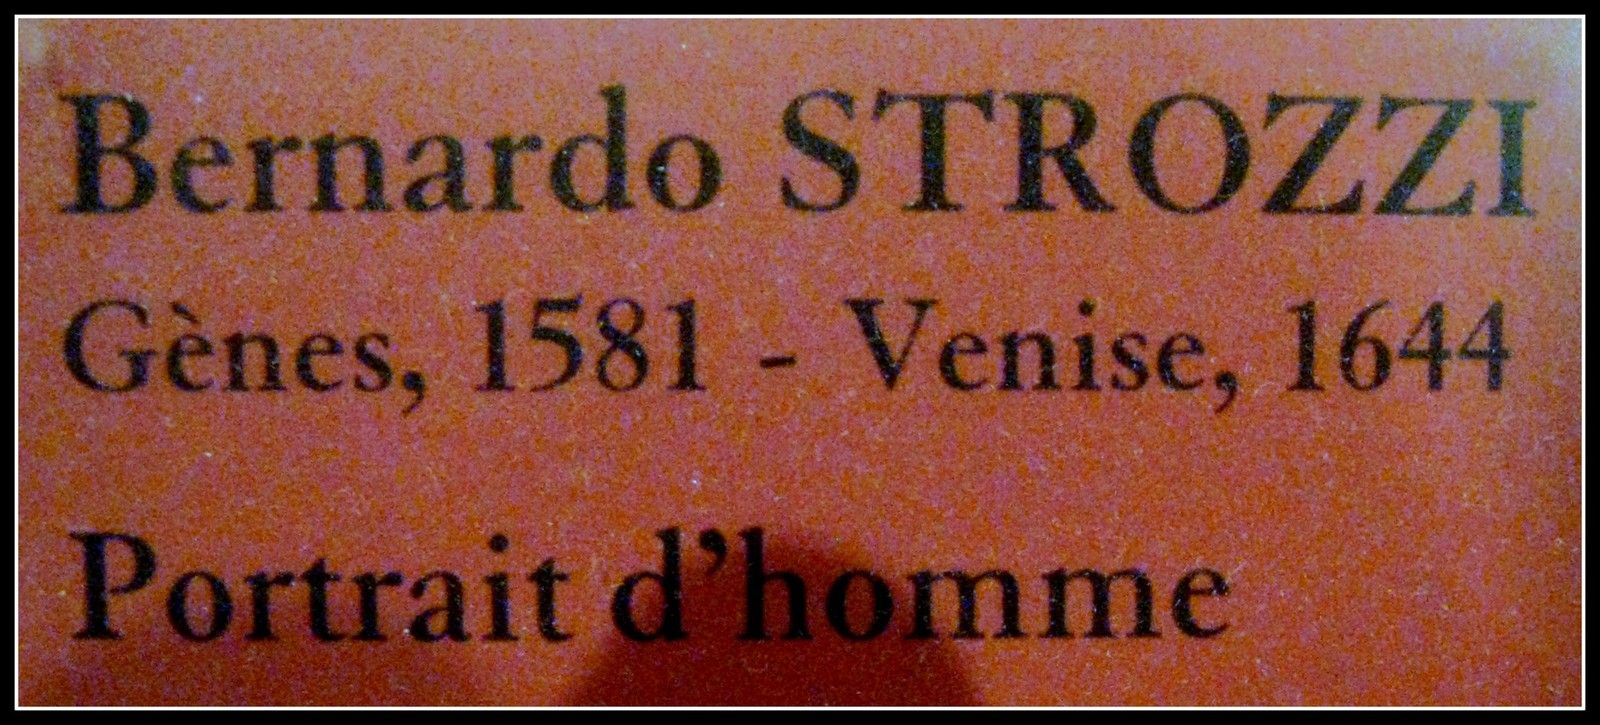 Bernardo STROZZI
Gènes, 1581 - Venise, 1644
Portrait d’homme